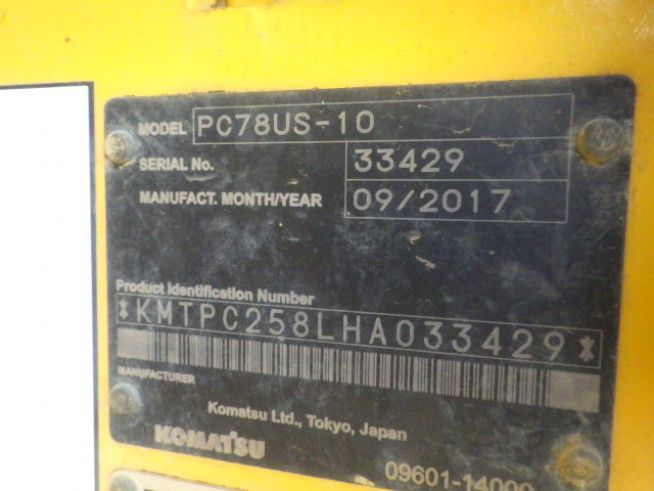 MODEL PC78US-10
SERIAL No. 33429
MANUFACT. MONTH/YEAR 09/2017
Product Identification Number
*KMTPC258LHA033429*
MANUFACTURER
Komatsu Ltd., Tokyo, Japan
KOMATSU